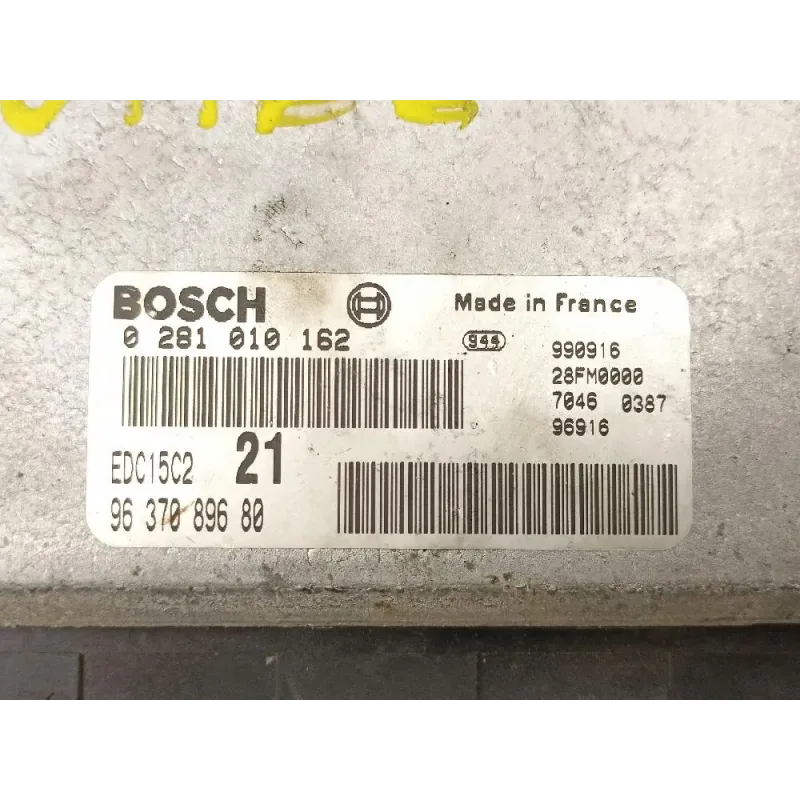 BOSCH Made in France
0 281 010 162 944 990916
28FM0000
7046 0387
96916
EDC15C2 21
96 370 896 80